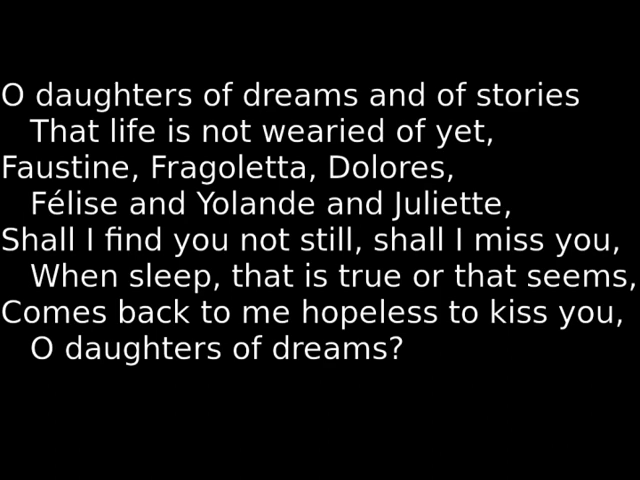 O daughters of dreams and of stories
That life is not wearied of yet,
Faustine, Fragoletta, Dolores,
Félise and Yolande and Juliette,
Shall I find you not still, shall I miss you,
When sleep, that is true or that seems,
Comes back to me hopeless to kiss you,
O daughters of dreams?